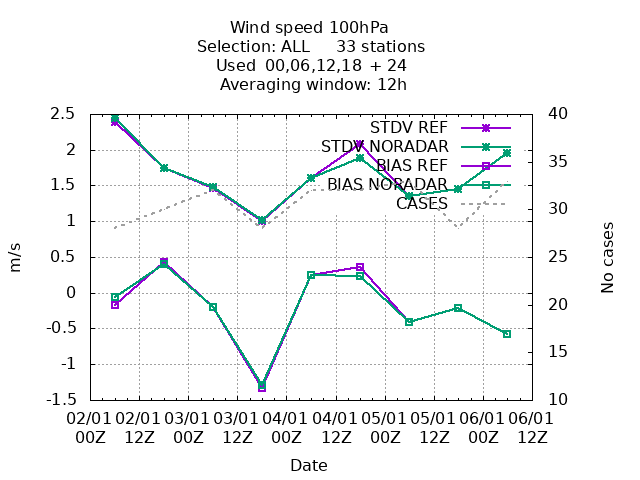 Wind speed 100hPa
Selection: ALL 33 stations
Used 00,06,12,18 + 24
Averaging window: 12h
2.5
2
1.5
1
0.5
0
-0.5
-1
-1.5
m/s
STDV REF
STDV NORADAR
BIAS REF
BIAS NORADAR
CASES
40
35
30
25
20
15
10
No cases
02/01 02/01 03/01 03/01 04/01 04/01 05/01 05/01 06/01 06/01
00Z 12Z 00Z 12Z 00Z 12Z 00Z 12Z 00Z 12Z
Date